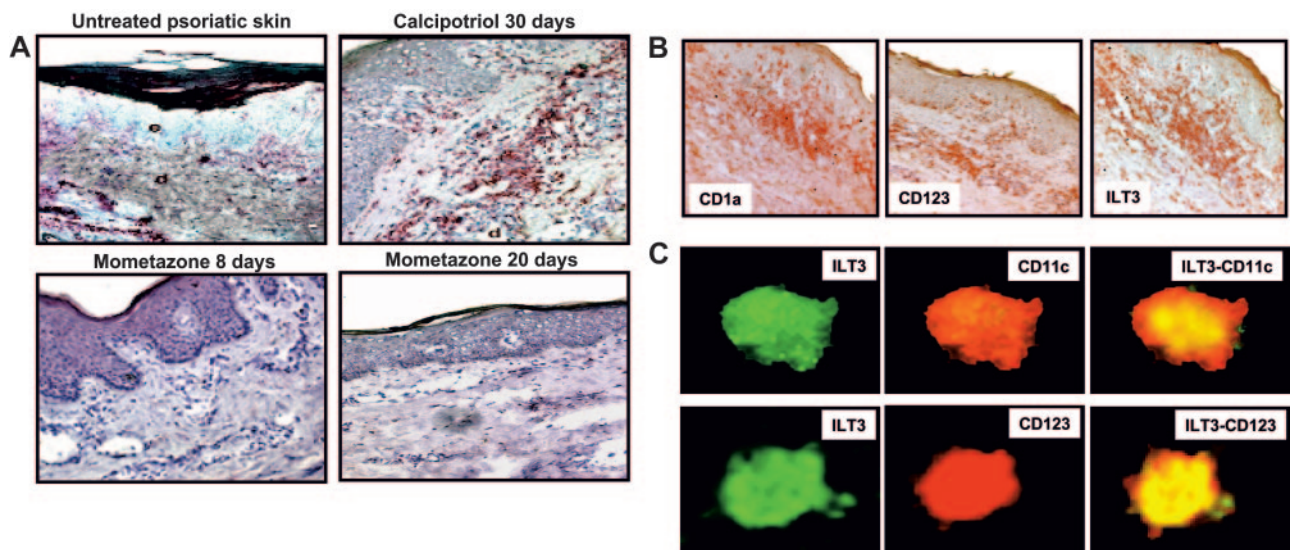 A
Untreated psoriatic skin
Calcipotriol 30 days
e
d
d
Mometazone 8 days
Mometazone 20 days
B
CD1a
CD123
ILT3
C
ILT3
CD11c
ILT3-CD11c
ILT3
CD123
ILT3-CD123